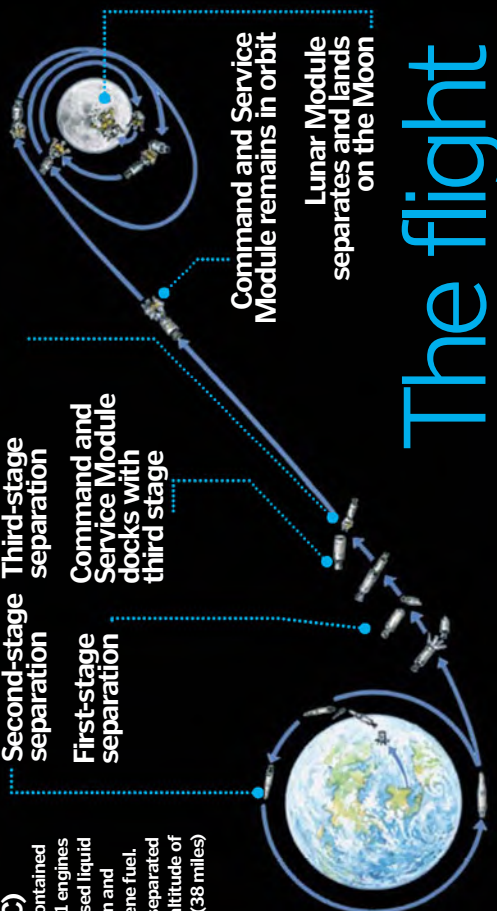 C)
ontained
1 engines
sed liquid
n and
ene fuel.
eparated
ltitude of
(38 miles)
Second-stage
separation
First-stage
separation
Third-stage
separation
Command and
Service Module
docks with
third stage
Command and Service
Module remains in orbit
Lunar Module
separates and lands
on the Moon
The flight